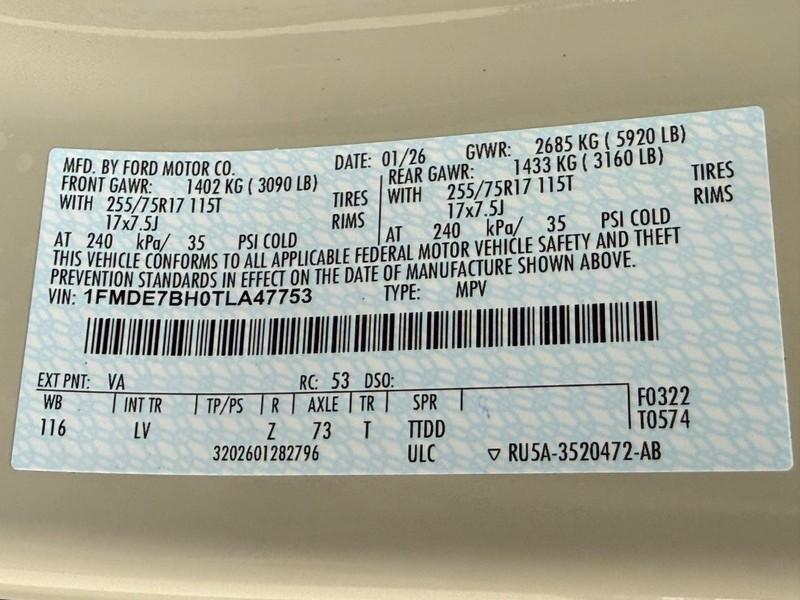 MFD. BY FORD MOTOR CO. DATE: 01/26 GVWR: 2685 KG ( 5920 LB)
FRONT GAWR: 1402 KG ( 3090 LB) REAR GAWR: 1433 KG ( 3160 LB)
WITH 255/75R17 115T TIRES WITH 255/75R17 115T TIRES
17x7.5J RIMS 17x7.5J RIMS
AT 240 kPa/ 35 PSI COLD AT 240 kPa/ 35 PSI COLD
THIS VEHICLE CONFORMS TO ALL APPLICABLE FEDERAL MOTOR VEHICLE SAFETY AND THEFT
PREVENTION STANDARDS IN EFFECT ON THE DATE OF MANUFACTURE SHOWN ABOVE.
VIN: 1FMDE7BH0TLA47753 TYPE: MPV
EXT PNT: VA RC: 53 DSO:
WB INT TR TP/PS R AXLE TR SPR F0322
116 LV Z 73 T TTDD T0574
3202601282796 ULC ▽ RU5A-3520472-AB